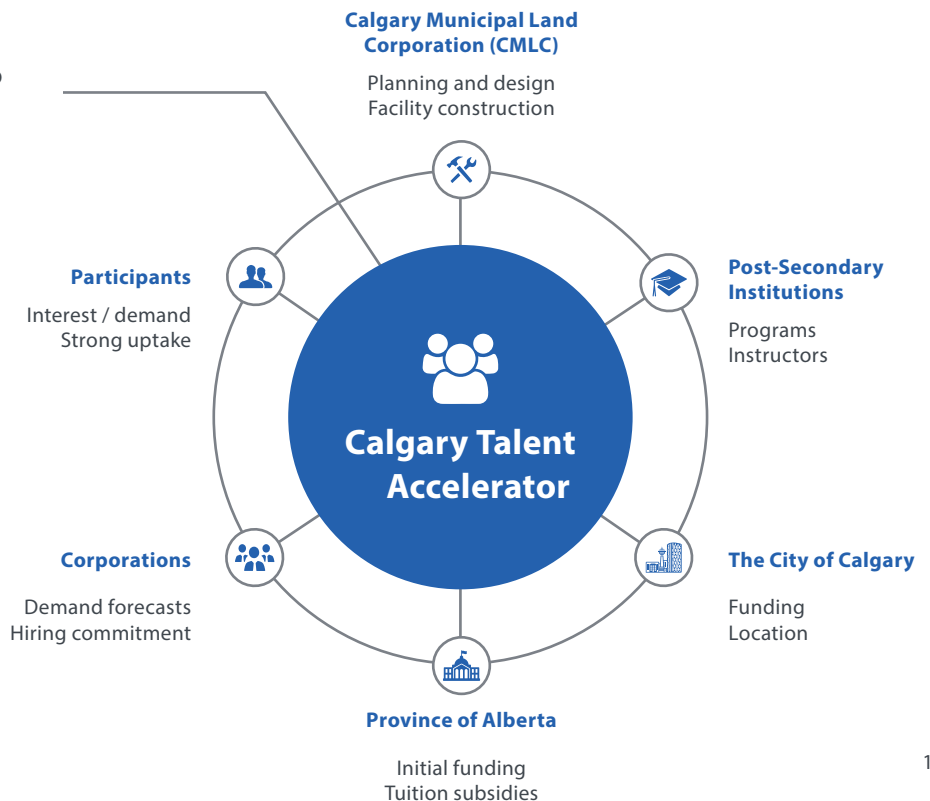 Calgary Municipal Land
Corporation (CMLC)
Planning and design
Facility construction
Participants
Interest / demand
Strong uptake
Post-Secondary
Institutions
Programs
Instructors
Calgary Talent
Accelerator
Corporations
Demand forecasts
Hiring commitment
The City of Calgary
Funding
Location
Province of Alberta
Initial funding
Tuition subsidies
1